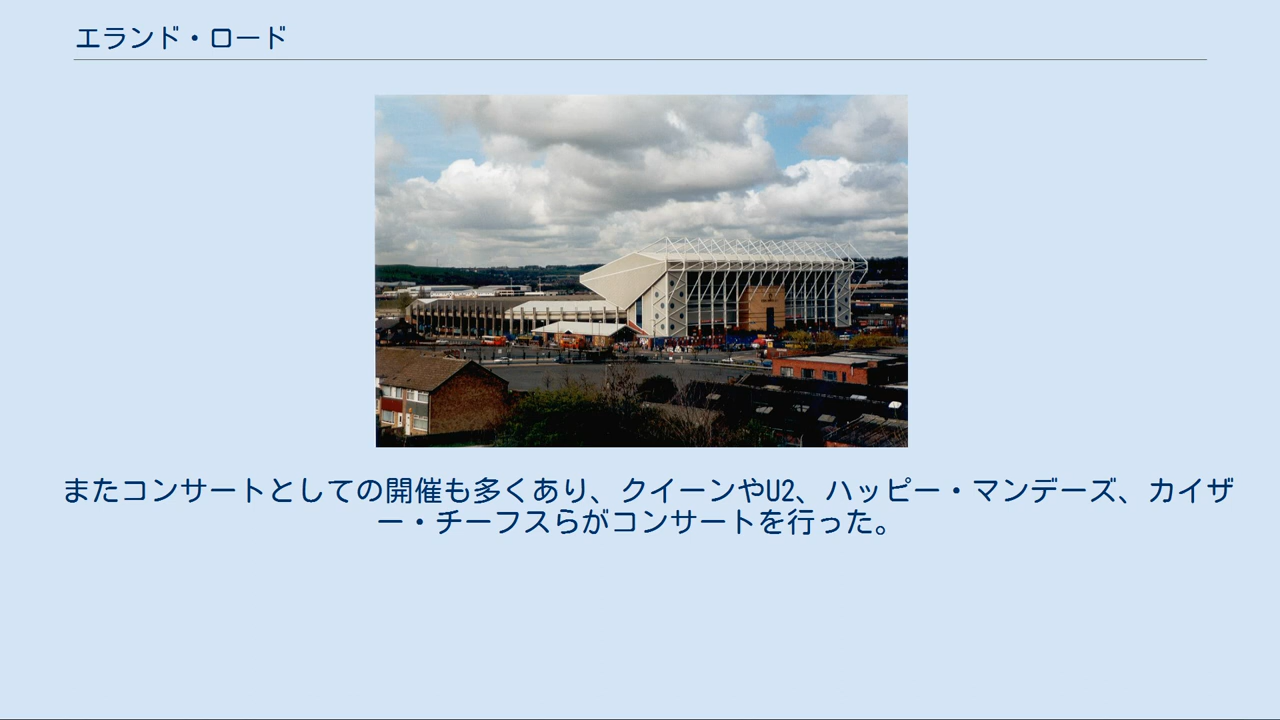 エランド・ロード
またコンサートとしての開催も多くあり、クイーンやU2、ハッピー・マンデーズ、カイザ
ー・チーフスらがコンサートを行った。